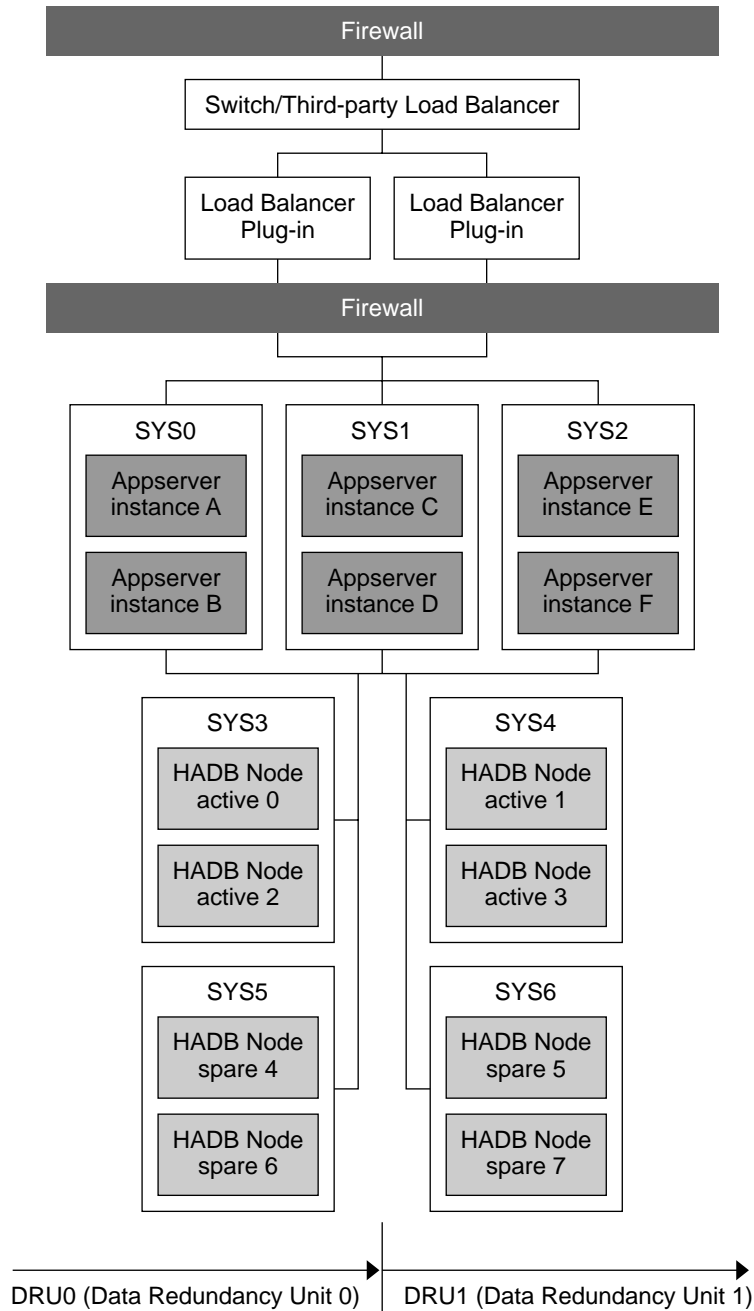 Firewall
Switch/Third-party Load Balancer
Load Balancer
Plug-in
Load Balancer
Plug-in
Firewall
SYS0
Appserver
instance A
Appserver
instance B
SYS1
Appserver
instance C
Appserver
instance D
SYS2
Appserver
instance E
Appserver
instance F
SYS3
HADB Node
active 0
HADB Node
active 2
SYS4
HADB Node
active 1
HADB Node
active 3
SYS5
HADB Node
spare 4
HADB Node
spare 6
SYS6
HADB Node
spare 5
HADB Node
spare 7
DRU0 (Data Redundancy Unit 0)
DRU1 (Data Redundancy Unit 1)